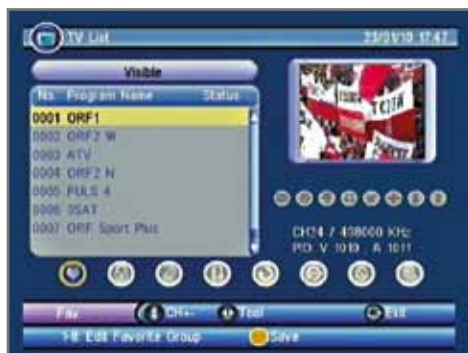 TV List 29/01/10 17:47
Visible
No. Program Name Status
0001 ORF1
0002 ORF2 W
0003 ATV
0004 ORF2 N
0005 PULS 4
0006 3SAT
0007 ORF Sport Plus
CH24 / 498000 KHz
PID: V 1010 , A 1011
Fav CH+- Tool Exit
1-8: Edit Favorite Group Save